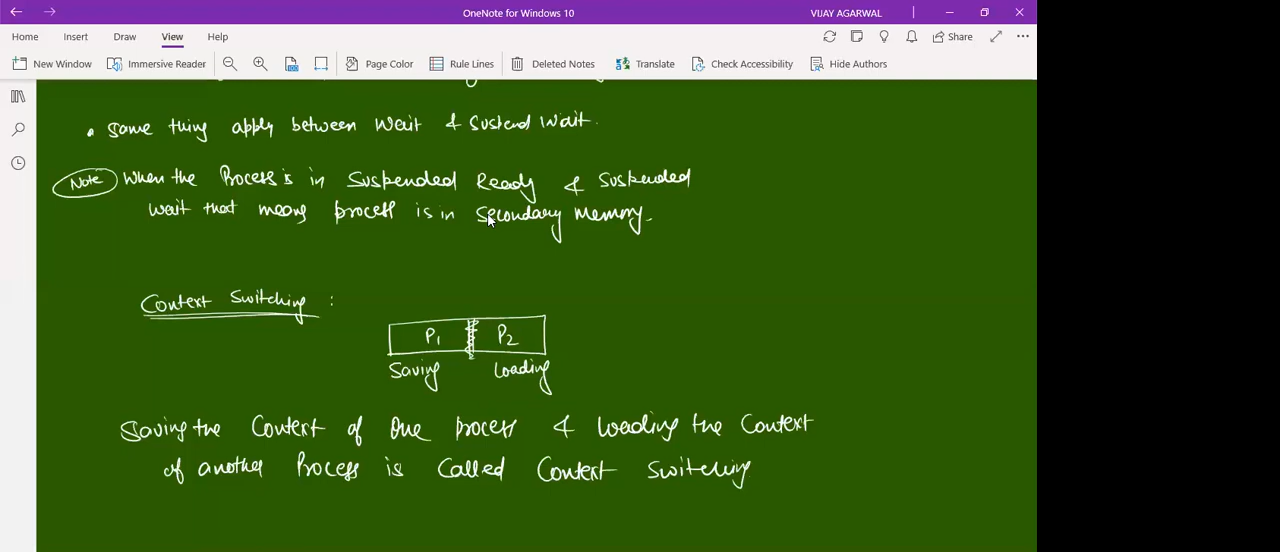 OneNote for Windows 10
VIJAY AGARWAL
Home Insert Draw View Help
Share
New Window Immersive Reader Page Color Rule Lines Deleted Notes Translate Check Accessibility Hide Authors
same thing apply between Wait & Sustend Wait.
Note When the Process is in Suspended Ready & Suspended
wait that means process is in Secondary memory.
Context Switching :
P1 P2
Saving Loading
Saving the Context of One process & Loading the Context
of another Process is Called Context Switching